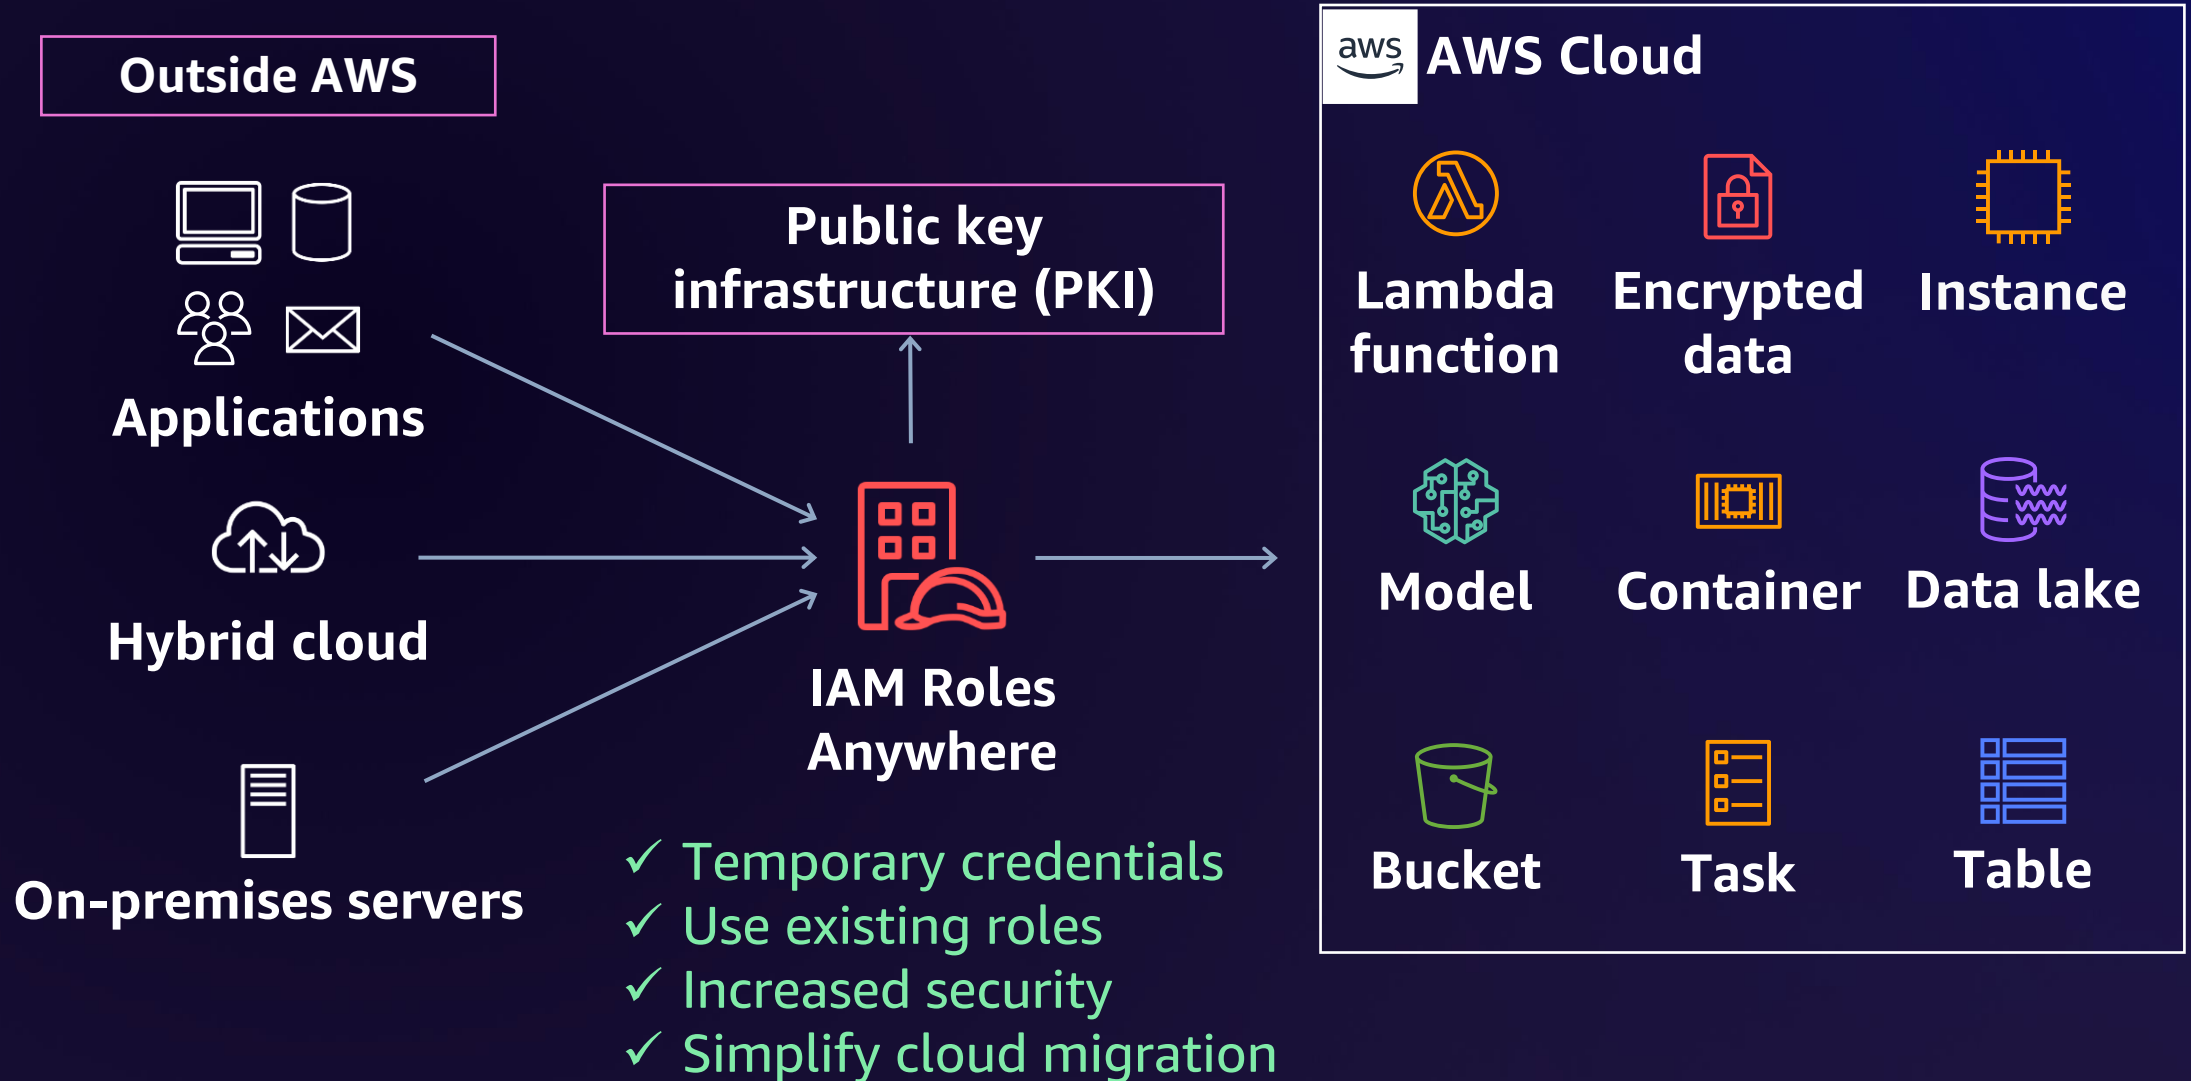 Outside AWS
Applications
Hybrid cloud
On-premises servers
Public key
infrastructure (PKI)
IAM Roles
Anywhere
✓ Temporary credentials
✓ Use existing roles
✓ Increased security
✓ Simplify cloud migration
aws
AWS Cloud
Lambda
function
Encrypted
data
Instance
Model
Container
Data lake
Bucket
Task
Table